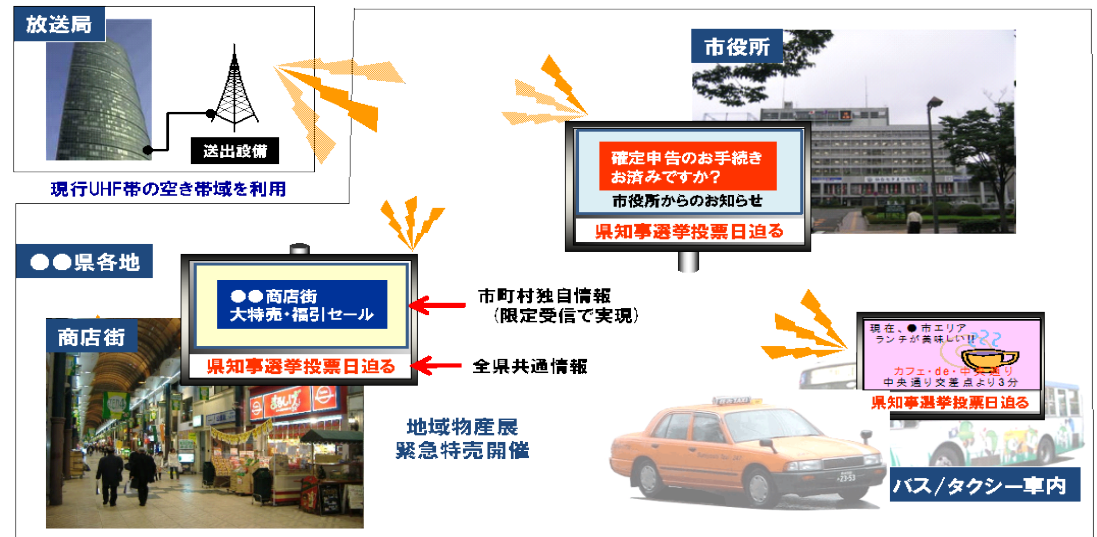 放送局
送出設備
現行UHF帯の空き帯域を利用
市役所
確定申告のお手続き
お済みですか?
市役所からのお知らせ
県知事選挙投票日迫る
●●県各地
●●商店街
大特売・福引セール
県知事選挙投票日迫る
市町村独自情報
(限定受信で実現)
全県共通情報
商店街
地域物産展
緊急特売開催
現在、●市エリア
ランチが美味しい!!
カフェ・de・中央通り
中央通り交差点より3分
県知事選挙投票日迫る
バス/タクシー車内